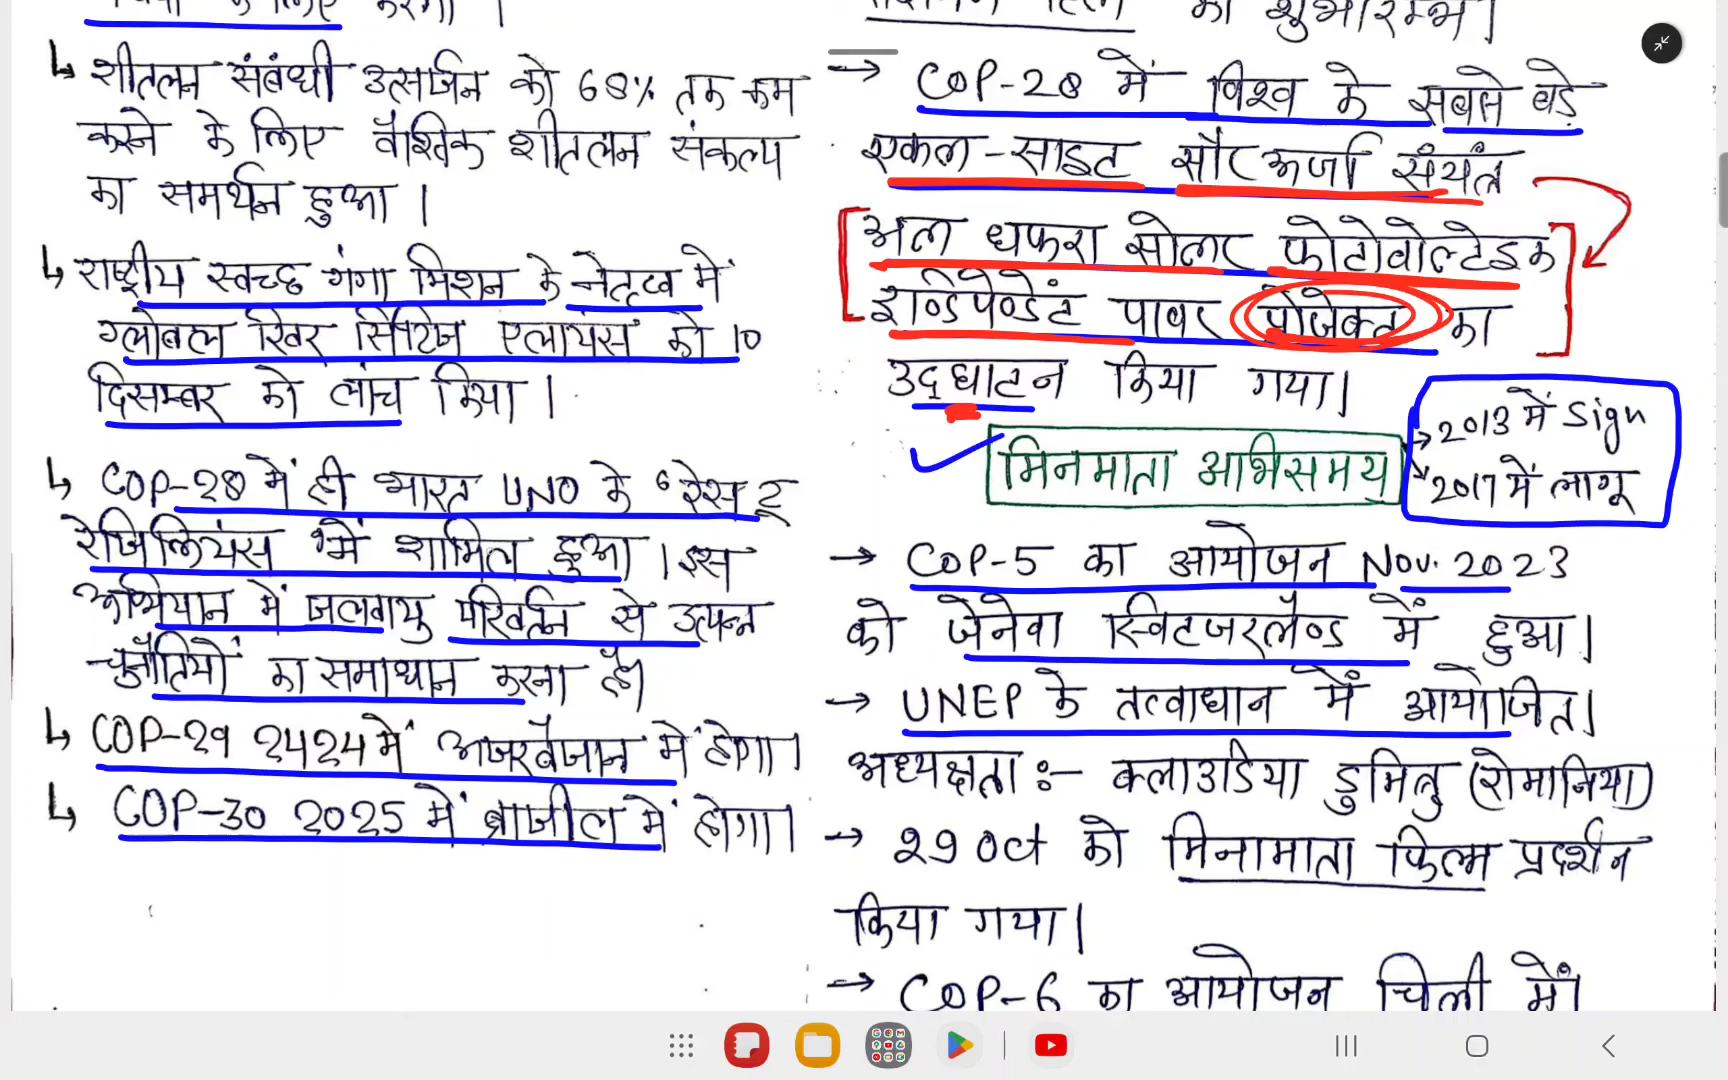 के लिए करेगा ।
↳ शीतलन संबंधी उत्सर्जन को 68% तक कम
करने के लिए वैश्विक शीतलन संकल्प
का समर्थन हुआ ।
↳ राष्ट्रीय स्वच्छ गंगा मिशन के नेतृत्व में
ग्लोबल रिवर सिटिज एलायंस को 10
दिसम्बर को लांच किया ।
↳ COP-28 में ही भारत UNO के 'रेस टू
रेजिलियंस' में शामिल हुआ । इस
अभियान में जलवायु परिवर्तन से उत्पन्न
चुनौतियों का समाधान करना है।
↳ COP-29 2424 में अजरबैजान में होगा।
↳ COP-30 2025 में ब्राजील में होगा।
का शुभारम्भ।
→ COP-28 में विश्व के सबसे बड़े
एकल-साइट सौर ऊर्जा संयंत्र
[अल धफरा सोलर फोटोवोल्टेइक
इण्डिपेण्डेंट पावर प्रोजेक्ट] का
उद्घाटन किया गया।
मिनमाता अभिसमय
→ 2013 में Sign
→ 2017 में लागू
→ COP-5 का आयोजन Nov. 2023
को जेनेवा स्विटजरलैण्ड में हुआ।
→ UNEP के तत्वाधान में आयोजित।
अध्यक्षता :- क्लाउडिया डुमित्रु (रोमानिया)
→ 29 Oct को मिनामाता फिल्म प्रदर्शन
किया गया।
→ COP-6 का आयोजन चिली में।